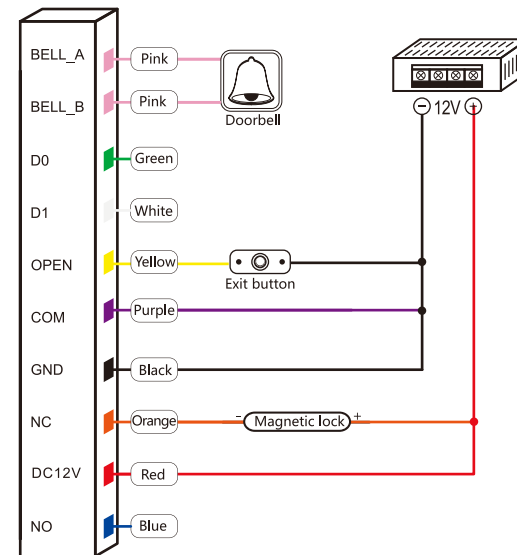 BELL_A
Pink
BELL_B
Pink
Doorbell
− 12V +
D0
Green
D1
White
OPEN
Yellow
Exit button
COM
Purple
GND
Black
NC
Orange
- Magnetic lock +
DC12V
Red
NO
Blue